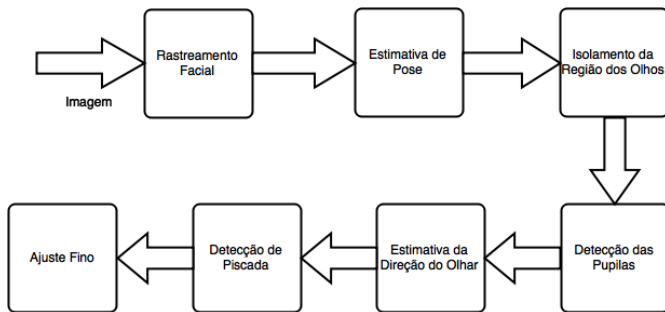 Imagem
Rastreamento
Facial
Estimativa de
Pose
Isolamento da
Região dos Olhos
Detecção das
Pupilas
Estimativa da
Direção do Olhar
Detecção de
Piscada
Ajuste Fino